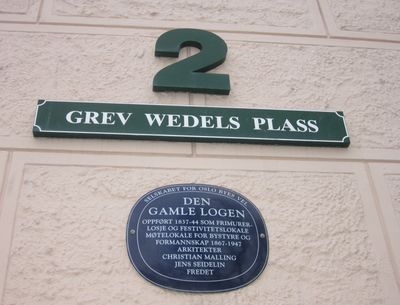 2
GREV WEDELS PLASS
SELSKABET FOR OSLO BYES VEL
DEN
GAMLE LOGEN
OPPFØRT 1837-44 SOM FRIMURER-
LOSJE OG FESTIVITETSLOKALE
MØTELOKALE FOR BYSTYRE OG
FORMANNSKAP 1867-1947
ARKITEKTER
CHRISTIAN MALLING
JENS SEIDELIN
FREDET